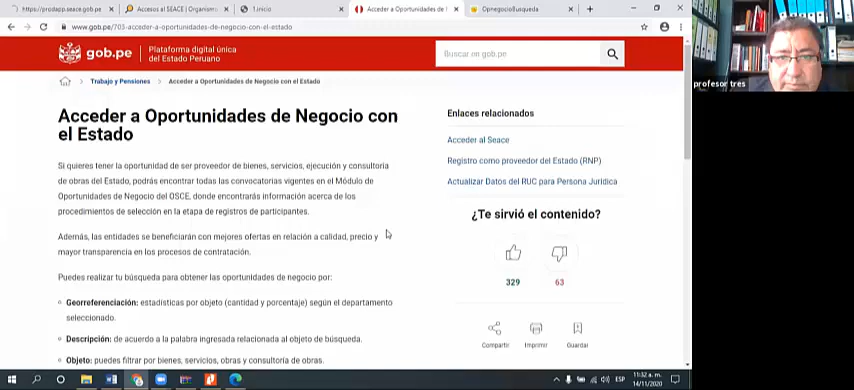 https://prodapp.seace.gob.pe
Accesos al SEACE | Organismo
1.inicio
Acceder a Oportunidades de N
OpnegocioBusqueda
www.gob.pe/703-acceder-a-oportunidades-de-negocio-con-el-estado
gob.pe
Plataforma digital única
del Estado Peruano
Buscar en gob.pe
Trabajo y Pensiones > Acceder a Oportunidades de Negocio con el Estado
Acceder a Oportunidades de Negocio con
el Estado
Si quieres tener la oportunidad de ser proveedor de bienes, servicios, ejecución y consultoría
de obras del Estado, podrás encontrar todas las convocatorias vigentes en el Módulo de
Oportunidades de Negocio del OSCE, donde encontrarás información acerca de los
procedimientos de selección en la etapa de registros de participantes.
Además, las entidades se beneficiarán con mejores ofertas en relación a calidad, precio y
mayor transparencia en los procesos de contratación.
Puedes realizar tu búsqueda para obtener las oportunidades de negocio por:
Georreferenciación: estadísticas por objeto (cantidad y porcentaje) según el departamento
seleccionado.
Descripción: de acuerdo a la palabra ingresada relacionada al objeto de búsqueda.
Objeto: puedes filtrar por bienes, servicios, obras y consultoría de obras.
Enlaces relacionados
Acceder al Seace
Registro como proveedor del Estado (RNP)
Actualizar Datos del RUC para Persona Jurídica
¿Te sirvió el contenido?
329
63
Compartir
Imprimir
Guardar
profesor tres
ESP
11:32 a. m.
14/11/2020